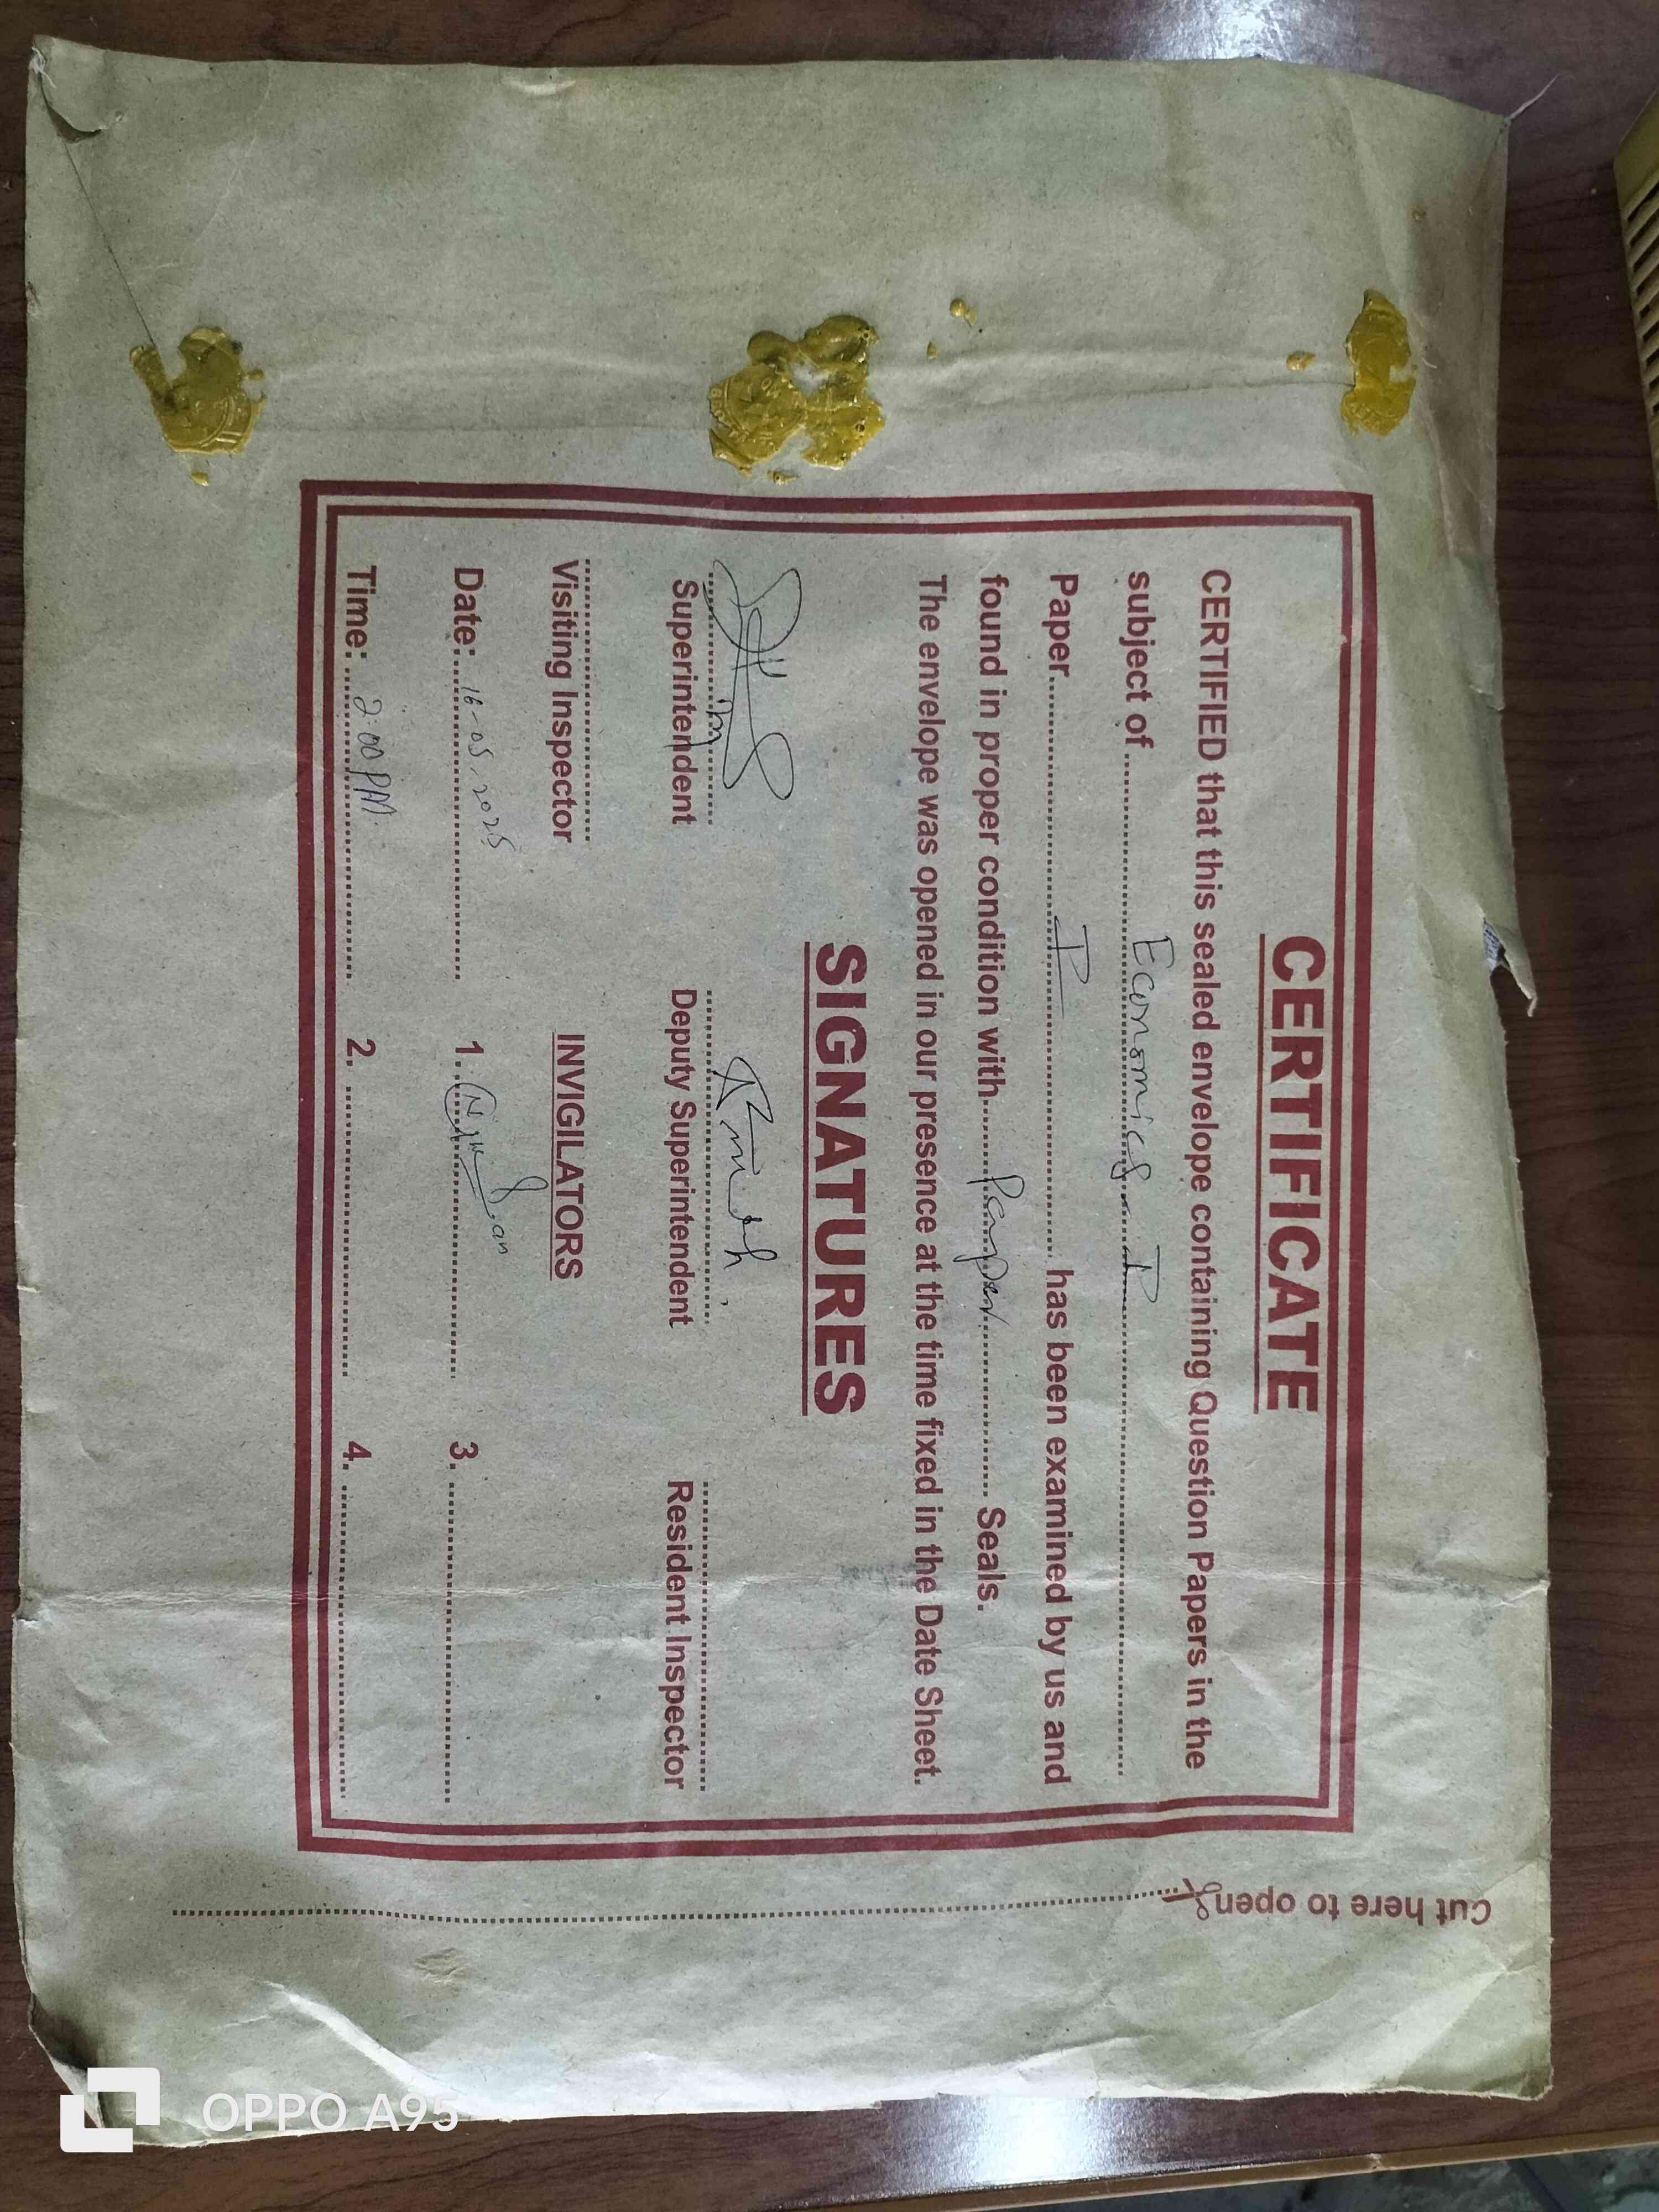 CERTIFICATE
CERTIFIED that this sealed envelope containing Question Papers in the
subject of ........ Economics I ........
Paper ........ I ........ has been examined by us and
found in proper condition with ........ Seals.
The envelope was opened in our presence at the time fixed in the Date Sheet.
SIGNATURES
Superintendent Deputy Superintendent Resident Inspector
Visiting Inspector INVIGILATORS
Date: 16-05-2025 1. ........ 3. ........
Time: 2:00 PM. 2. ........ 4. ........
Cut here to open
OPPO A95